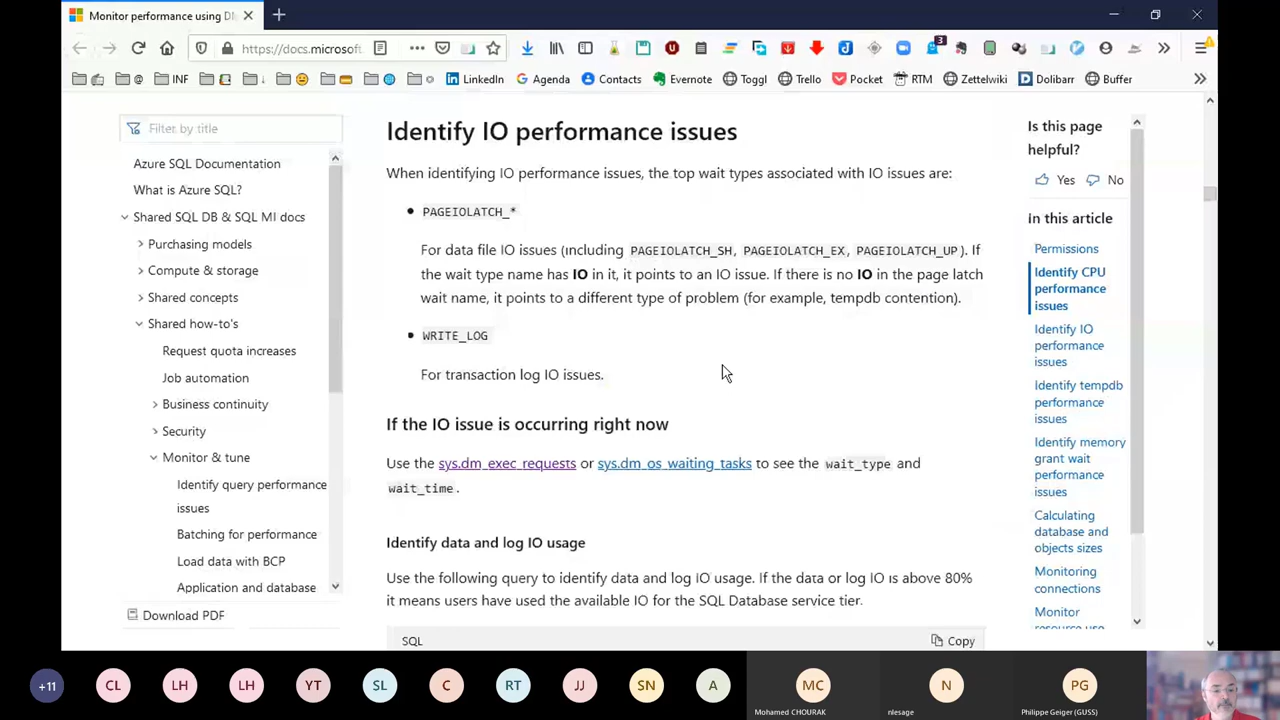 Monitor performance using D
https://docs.microsoft.
3
INF
LinkedIn
Agenda
Contacts
Evernote
Toggl
Trello
Pocket
RTM
Zettelwiki
Dolibarr
Buffer
Filter by title
Azure SQL Documentation
What is Azure SQL?
Shared SQL DB & SQL MI docs
Purchasing models
Compute & storage
Shared concepts
Shared how-to's
Request quota increases
Job automation
Business continuity
Security
Monitor & tune
Identify query performance
issues
Batching for performance
Load data with BCP
Application and database
Download PDF
Identify IO performance issues
When identifying IO performance issues, the top wait types associated with IO issues are:
• PAGEIOLATCH_*
For data file IO issues (including PAGEIOLATCH_SH, PAGEIOLATCH_EX, PAGEIOLATCH_UP). If
the wait type name has IO in it, it points to an IO issue. If there is no IO in the page latch
wait name, it points to a different type of problem (for example, tempdb contention).
• WRITE_LOG
For transaction log IO issues.
If the IO issue is occurring right now
Use the sys.dm_exec_requests or sys.dm_os_waiting_tasks to see the wait_type and
wait_time.
Identify data and log IO usage
Use the following query to identify data and log IO usage. If the data or log IO is above 80%
it means users have used the available IO for the SQL Database service tier.
SQL
Copy
Is this page
helpful?
Yes
No
In this article
Permissions
Identify CPU
performance
issues
Identify IO
performance
issues
Identify tempdb
performance
issues
Identify memory
grant wait
performance
issues
Calculating
database and
objects sizes
Monitoring
connections
Monitor
resource use
+11
CL
LH
LH
YT
SL
C
RT
JJ
SN
A
MC
Mohamed CHOURAK
N
nlesage
PG
Philippe Geiger (GUSS)